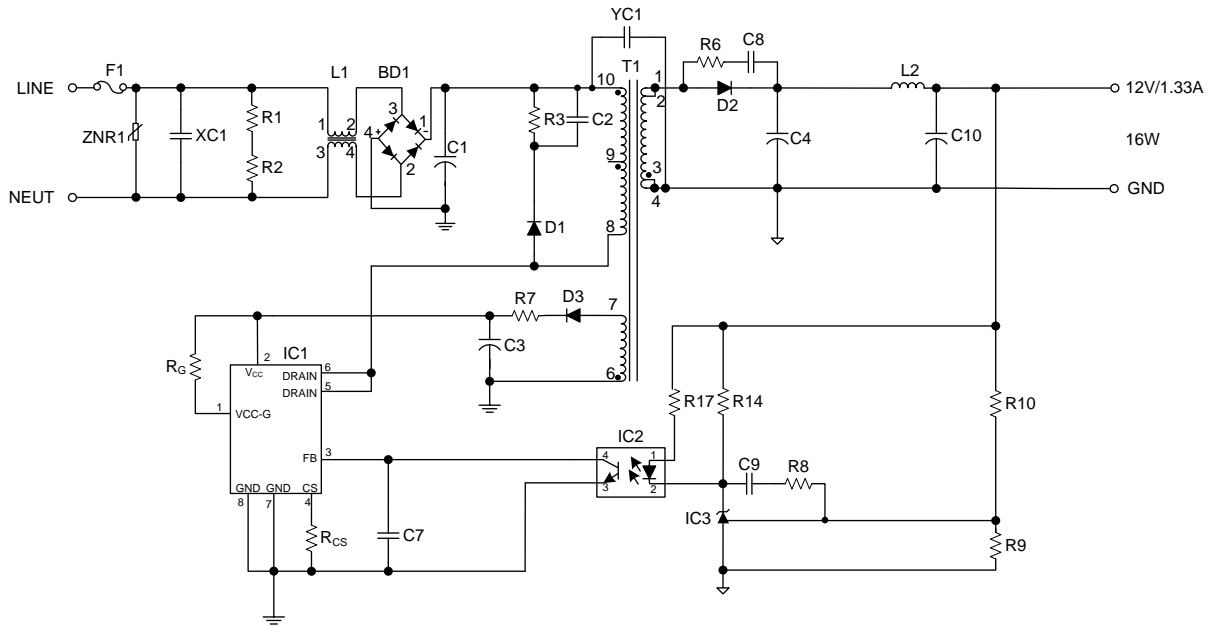 YC1
F1
L1
BD1
T1
R6
C8
L2
LINE
10
1
2
D2
12V/1.33A
3
1
2
4
+
1
-
3
4
2
ZNR1
XC1
R1
R2
C1
R3
C2
9
C4
C10
16W
3
4
NEUT
GND
8
D1
R7
D3
7
C3
6
RG
2
IC1
VCC
DRAIN
6
DRAIN
5
1
VCC-G
R17
R14
R10
IC2
FB
3
4
1
3
2
C9
R8
GND
GND
CS
8
7
4
IC3
RCS
C7
R9